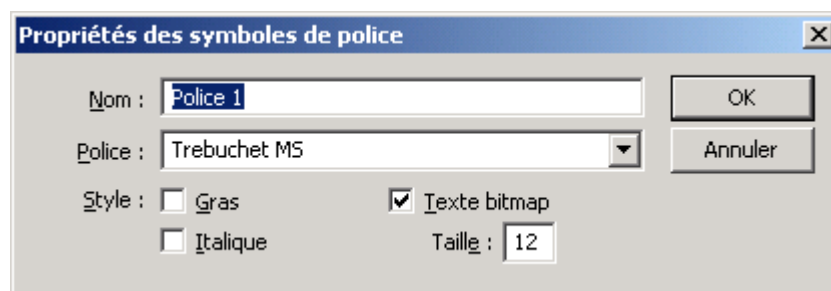 Propriétés des symboles de police
Nom : Police 1 OK
Police : Trebuchet MS Annuler
Style : Gras Texte bitmap
Italique Taille : 12